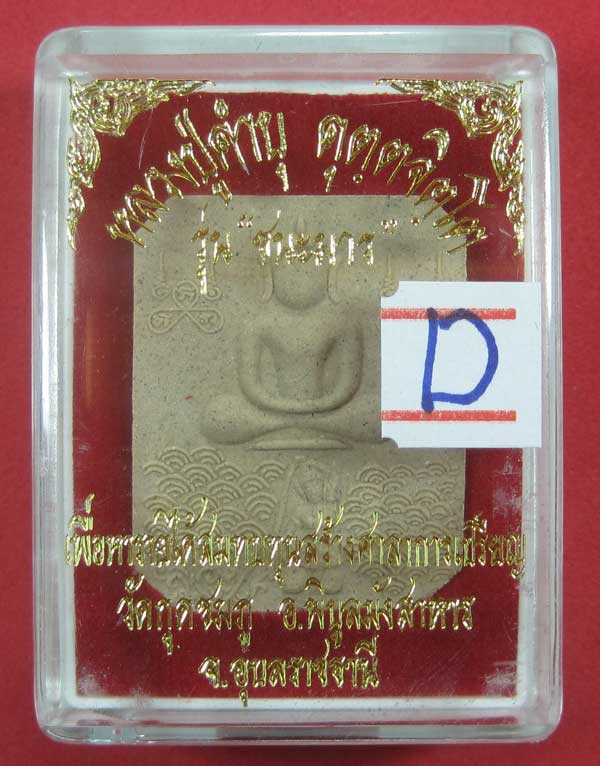 หลวงปู่คำบุ คุตฺตจิตฺโต
รุ่น "ชนะมาร"
D
เพื่อหารายได้สมทบทุนสร้างศาลาการเปรียญ
วัดกุดชมภู อ.พิบูลมังสาหาร
จ.อุบลราชธานี